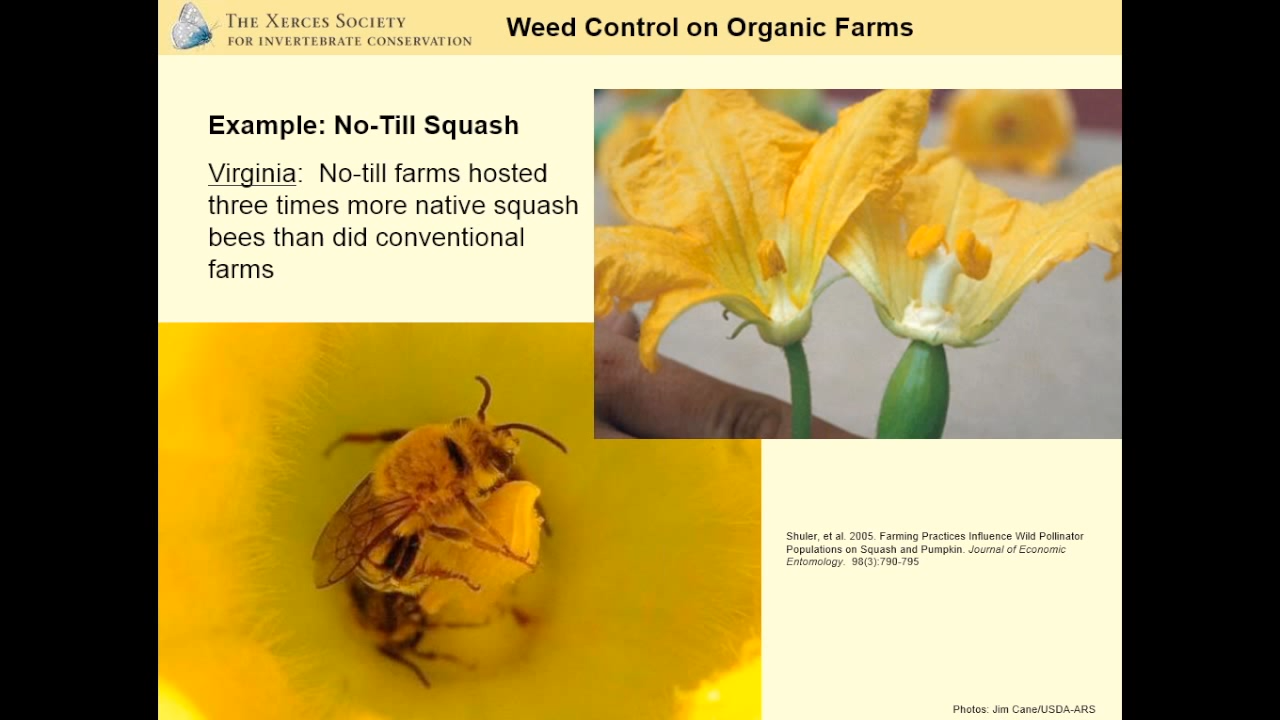 THE XERCES SOCIETY
FOR INVERTEBRATE CONSERVATION
Weed Control on Organic Farms
Example: No-Till Squash
Virginia: No-till farms hosted
three times more native squash
bees than did conventional
farms
Shuler, et al. 2005. Farming Practices Influence Wild Pollinator
Populations on Squash and Pumpkin. Journal of Economic
Entomology. 98(3):790-795
Photos: Jim Cane/USDA-ARS